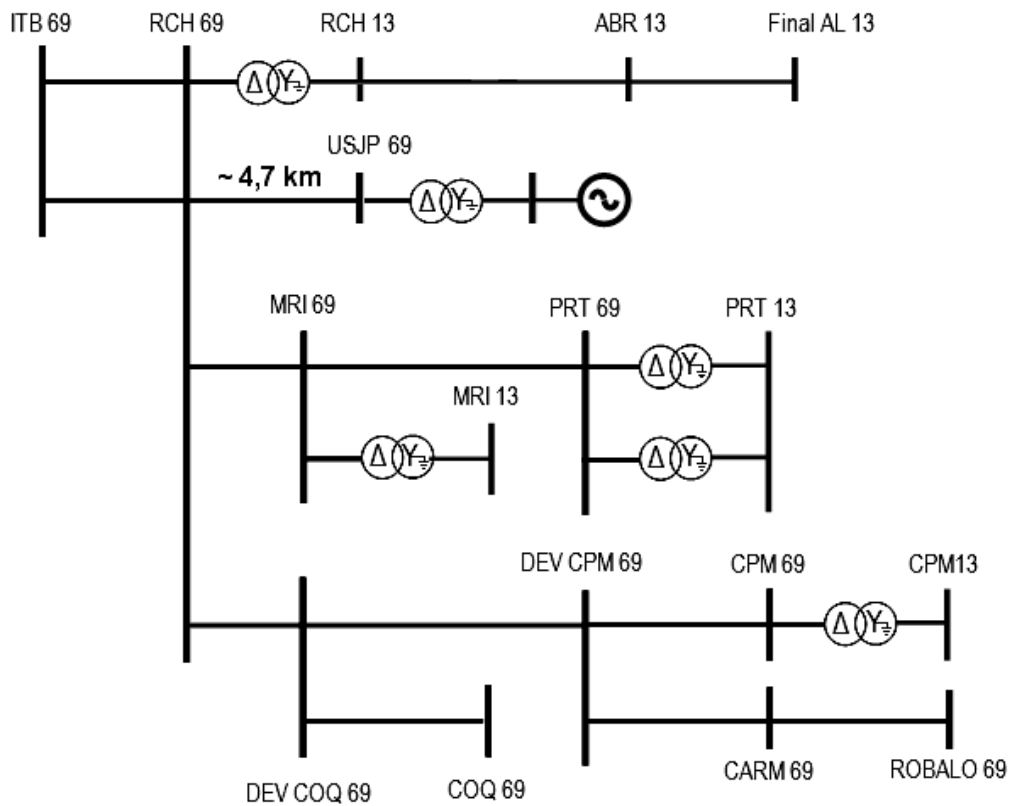 ITB 69
RCH 69
RCH 13
ABR 13
Final AL 13
Δ Y
USJP 69
~ 4,7 km
Δ Y
MRI 69
PRT 69
PRT 13
Δ Y
MRI 13
Δ Y
Δ Y
DEV CPM 69
CPM 69
CPM13
Δ Y
DEV COQ 69
COQ 69
CARM 69
ROBALO 69